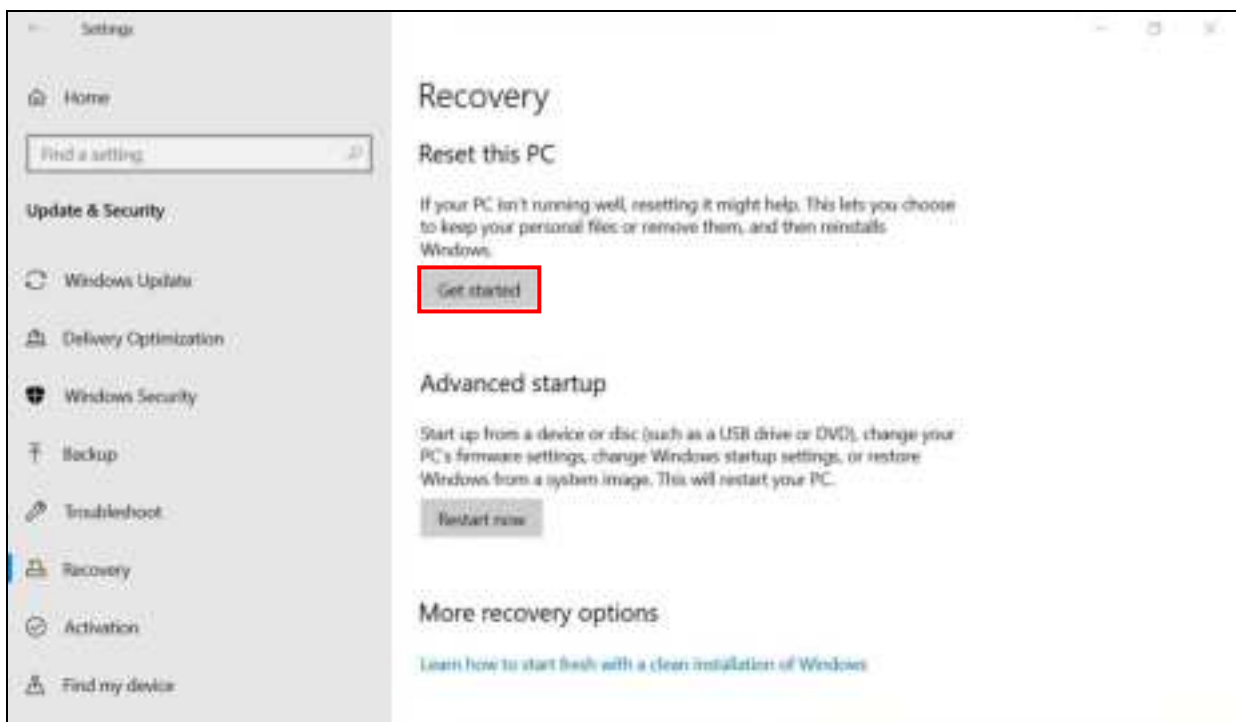 Settings
Home
Find a setting
Update & Security
Windows Update
Delivery Optimization
Windows Security
Backup
Troubleshoot
Recovery
Activation
Find my device
Recovery
Reset this PC
If your PC isn't running well, resetting it might help. This lets you choose
to keep your personal files or remove them, and then reinstalls
Windows.
Get started
Advanced startup
Start up from a device or disc (such as a USB drive or DVD), change your
PC's firmware settings, change Windows startup settings, or restore
Windows from a system image. This will restart your PC.
Restart now
More recovery options
Learn how to start fresh with a clean installation of Windows